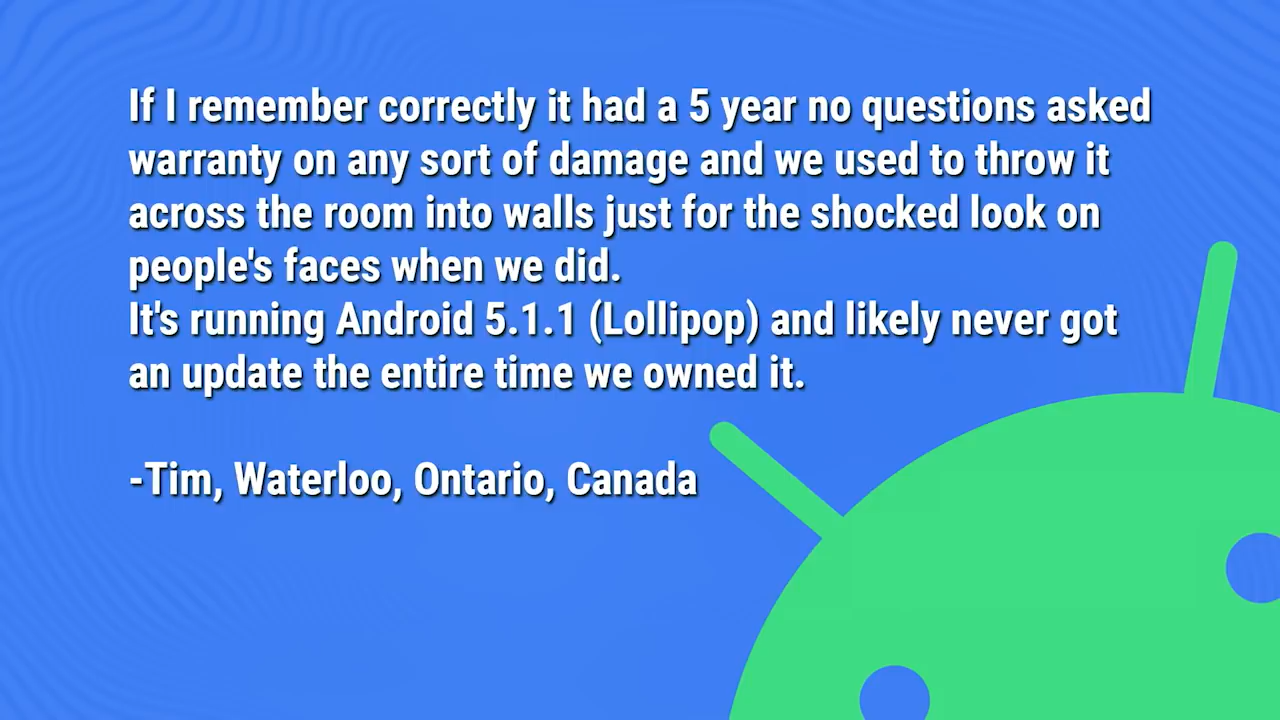 If I remember correctly it had a 5 year no questions asked
warranty on any sort of damage and we used to throw it
across the room into walls just for the shocked look on
people's faces when we did.
It's running Android 5.1.1 (Lollipop) and likely never got
an update the entire time we owned it.
-Tim, Waterloo, Ontario, Canada